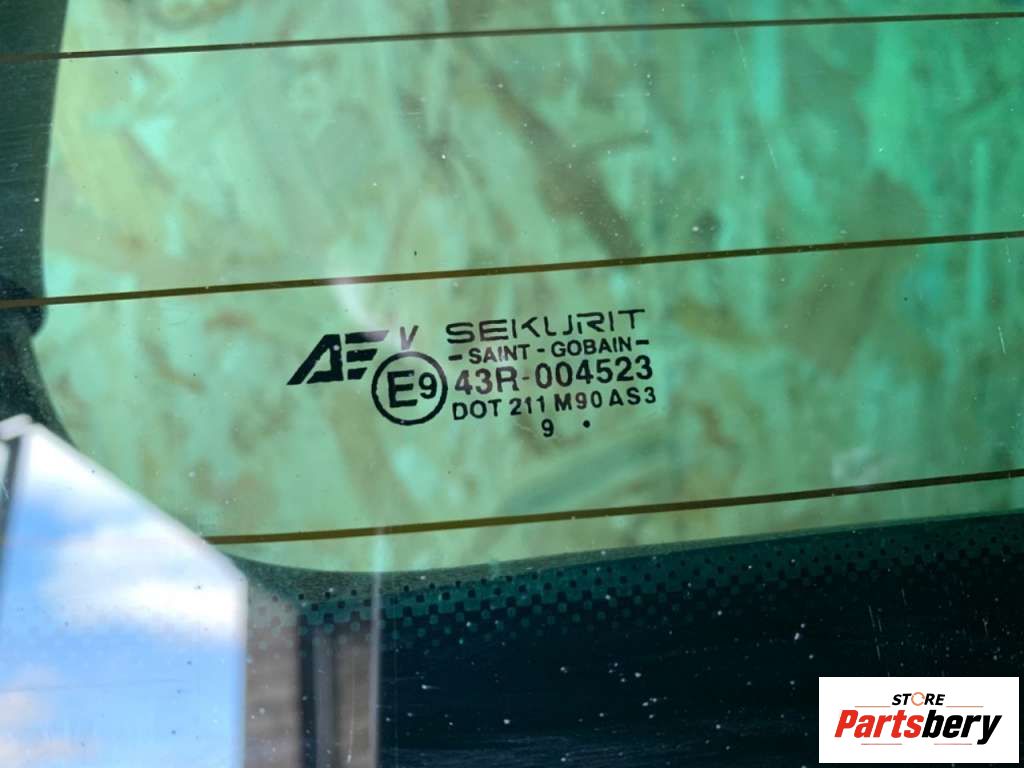 AE V SEKURIT
- SAINT - GOBAIN -
E9 43R-004523
DOT 211 M90 AS3
9 •
STORE
Partsbery